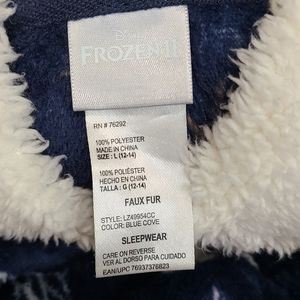 FROZEN II
RN # 76292
100% POLYESTER
MADE IN CHINA
SIZE: L (12-14)
100% POLIÉSTER
HECHO EN CHINA
TALLA: G (12-14)
FAUX FUR
STYLE: LZ49954CC
COLOR: BLUE COVE
SLEEPWEAR
CARE ON REVERSE
VER AL DORSO PARA CUIDADO
EAN/UPC 76937376823